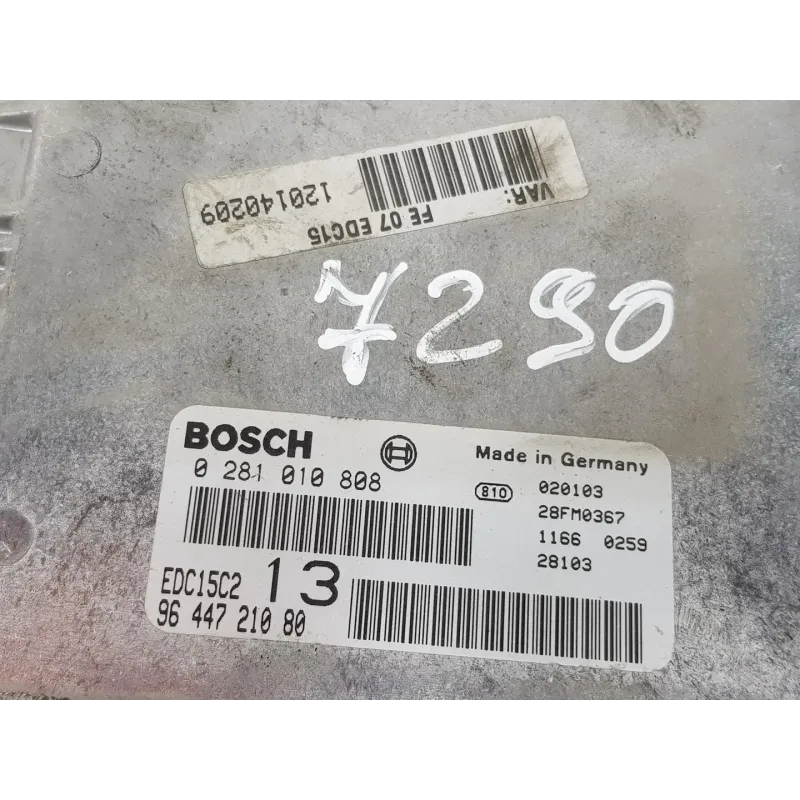 VAR:
FE 07 EDC15
120140209
7290
BOSCH
Made in Germany
0 281 010 808
810
020103
28FM0367
1166 0259
28103
EDC15C2 13
96 447 210 80